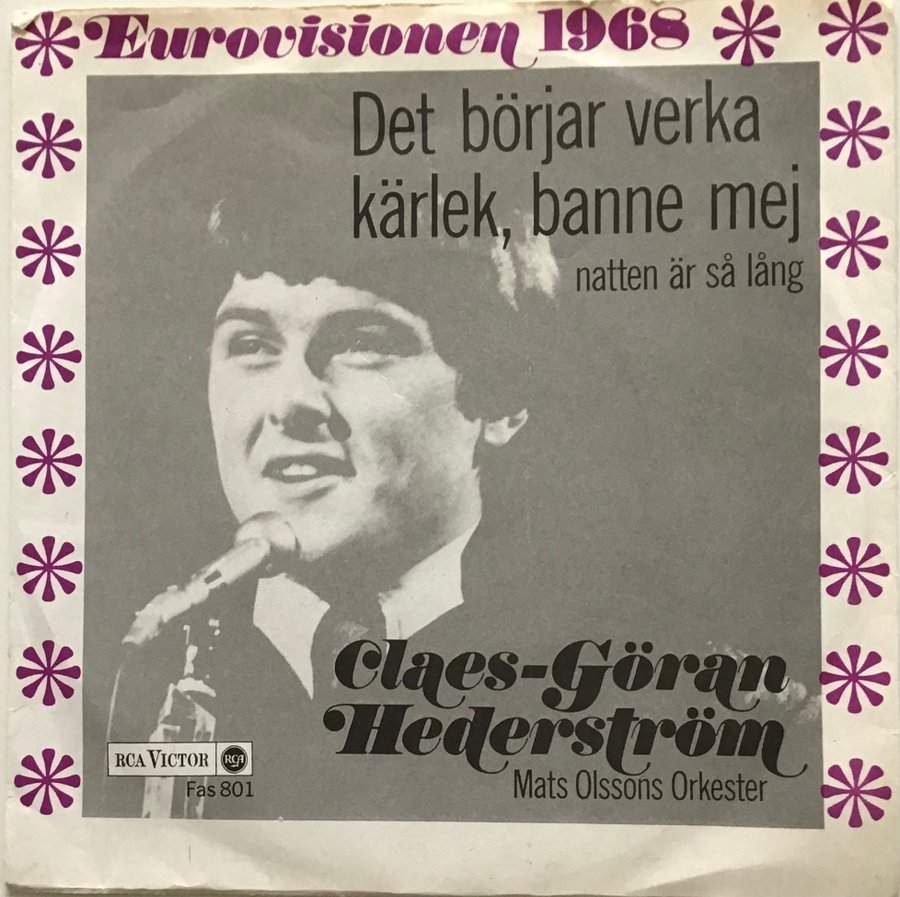 Eurovisionen 1968
Det börjar verka
kärlek, banne mej
natten är så lång
Claes-Göran
Hederström
Mats Olssons Orkester
RCA VICTOR RCA
Fas 801